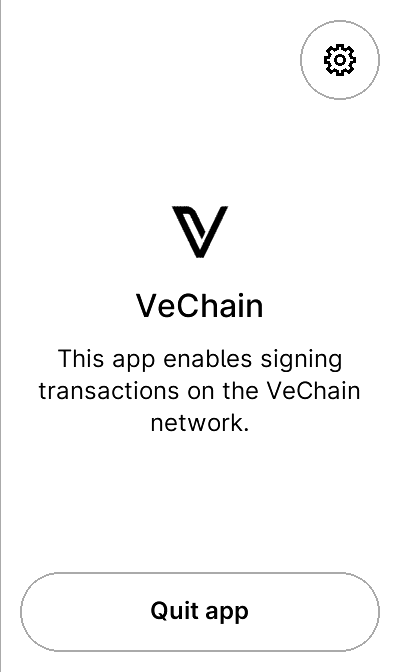 VeChain
This app enables signing
transactions on the VeChain
network.
Quit app